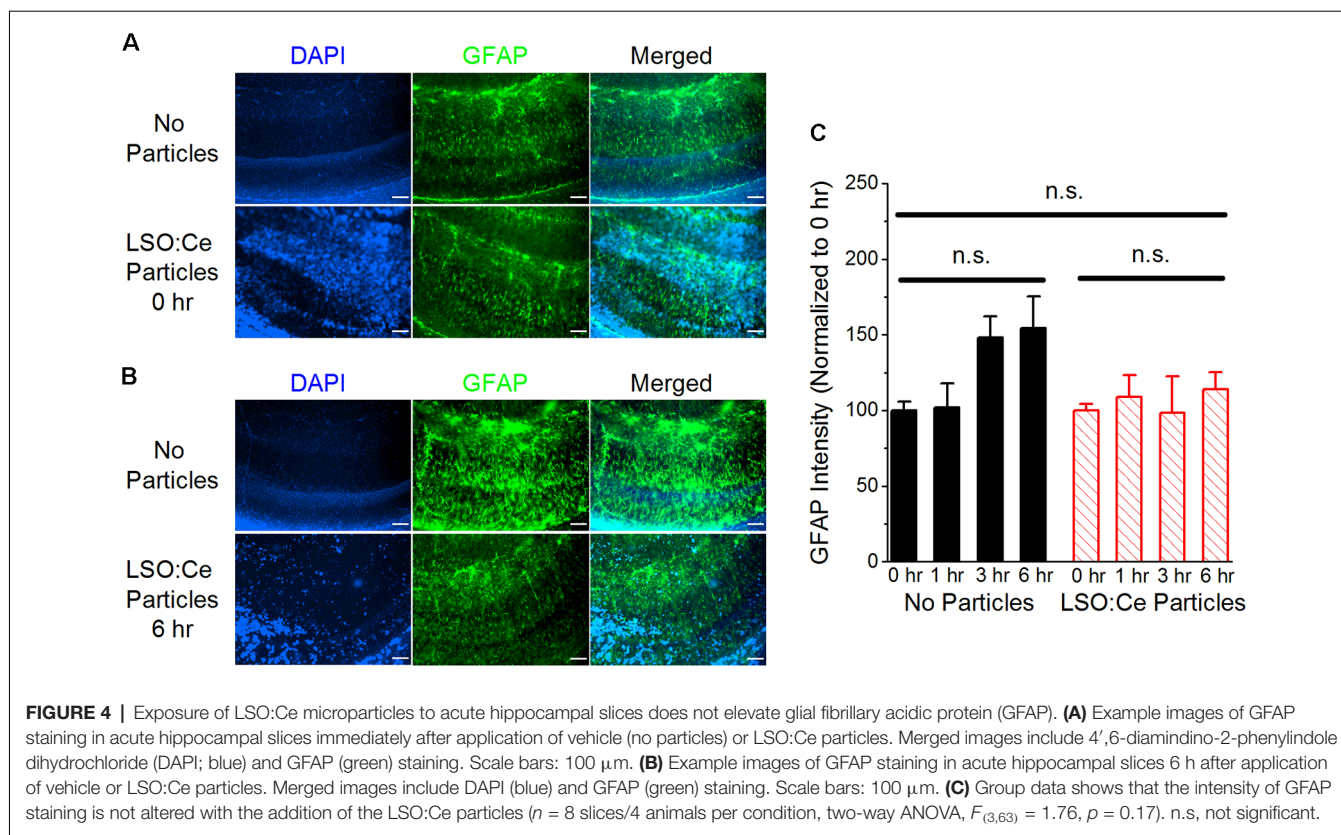 A
DAPI GFAP Merged
No
Particles
LSO:Ce
Particles
0 hr
B
DAPI GFAP Merged
No
Particles
LSO:Ce
Particles
6 hr
C
GFAP Intensity (Normalized to 0 hr)
250
200
150
100
50
0
n.s.
n.s. n.s.
0 hr 1 hr 3 hr 6 hr 0 hr 1 hr 3 hr 6 hr
No Particles LSO:Ce Particles
FIGURE 4 | Exposure of LSO:Ce microparticles to acute hippocampal slices does not elevate glial fibrillary acidic protein (GFAP). (A) Example images of GFAP
staining in acute hippocampal slices immediately after application of vehicle (no particles) or LSO:Ce particles. Merged images include 4′,6-diamindino-2-phenylindole
dihydrochloride (DAPI; blue) and GFAP (green) staining. Scale bars: 100 μm. (B) Example images of GFAP staining in acute hippocampal slices 6 h after application
of vehicle or LSO:Ce particles. Merged images include DAPI (blue) and GFAP (green) staining. Scale bars: 100 μm. (C) Group data shows that the intensity of GFAP
staining is not altered with the addition of the LSO:Ce particles (n = 8 slices/4 animals per condition, two-way ANOVA, F(3,63) = 1.76, p = 0.17). n.s, not significant.